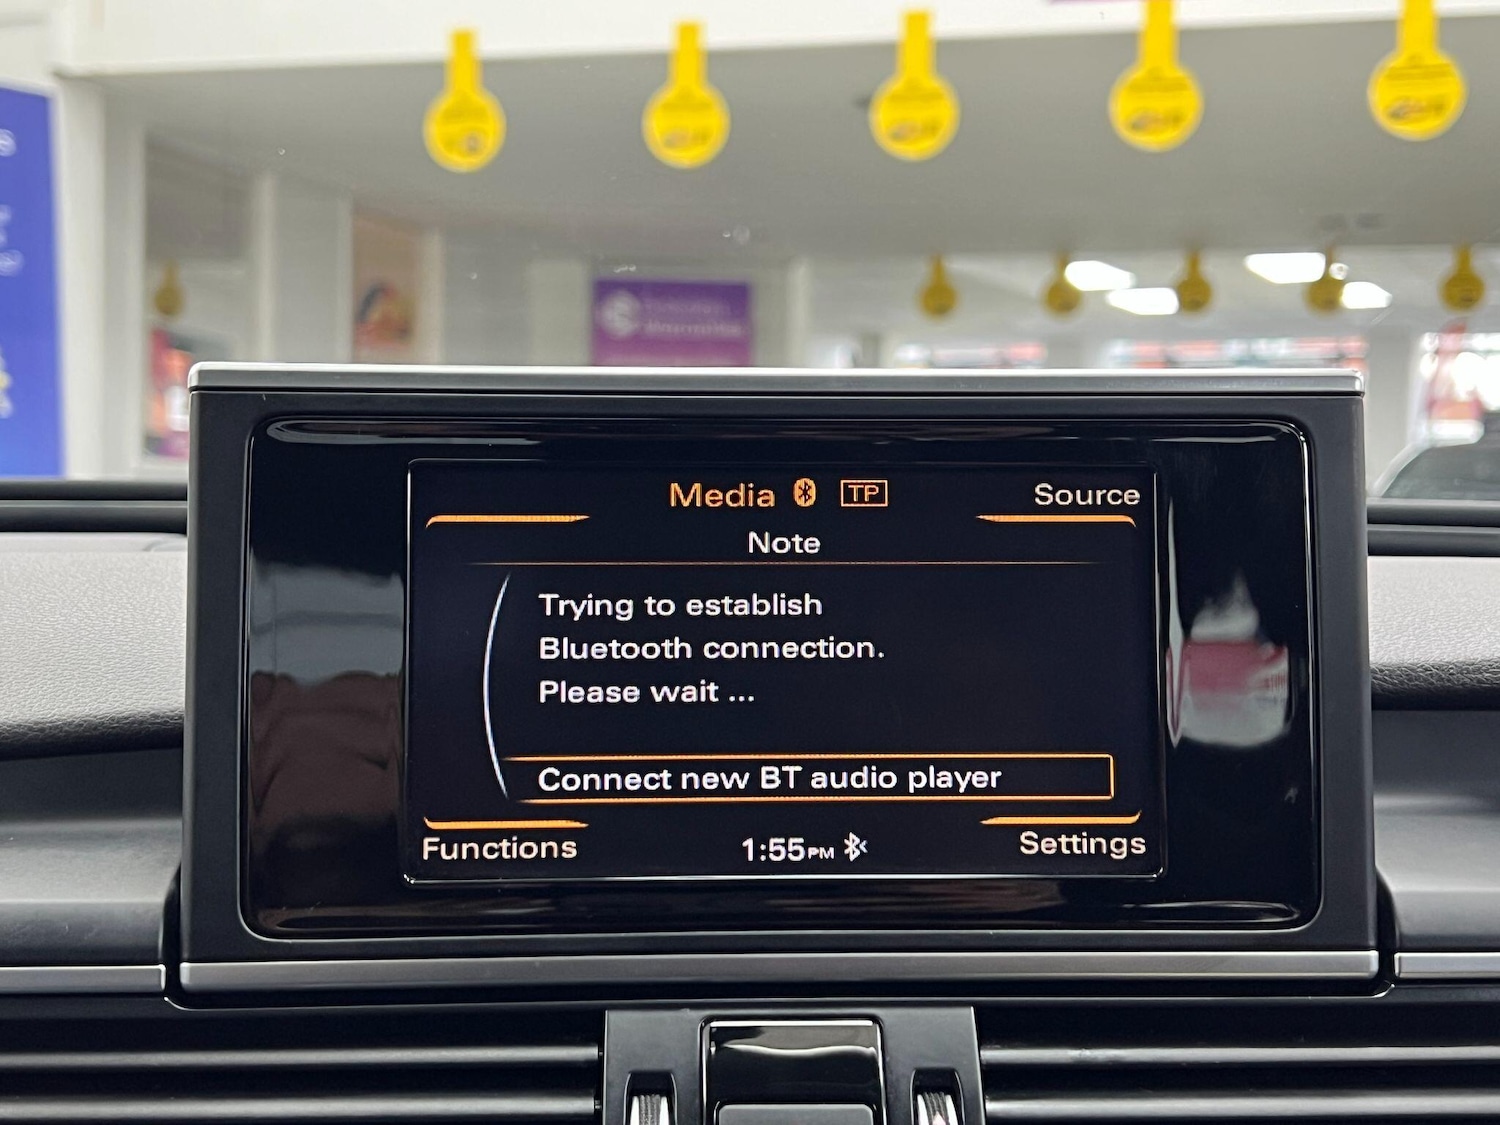 Media TP Source
Note
Trying to establish
Bluetooth connection.
Please wait ...
Connect new BT audio player
Functions 1:55PM Settings